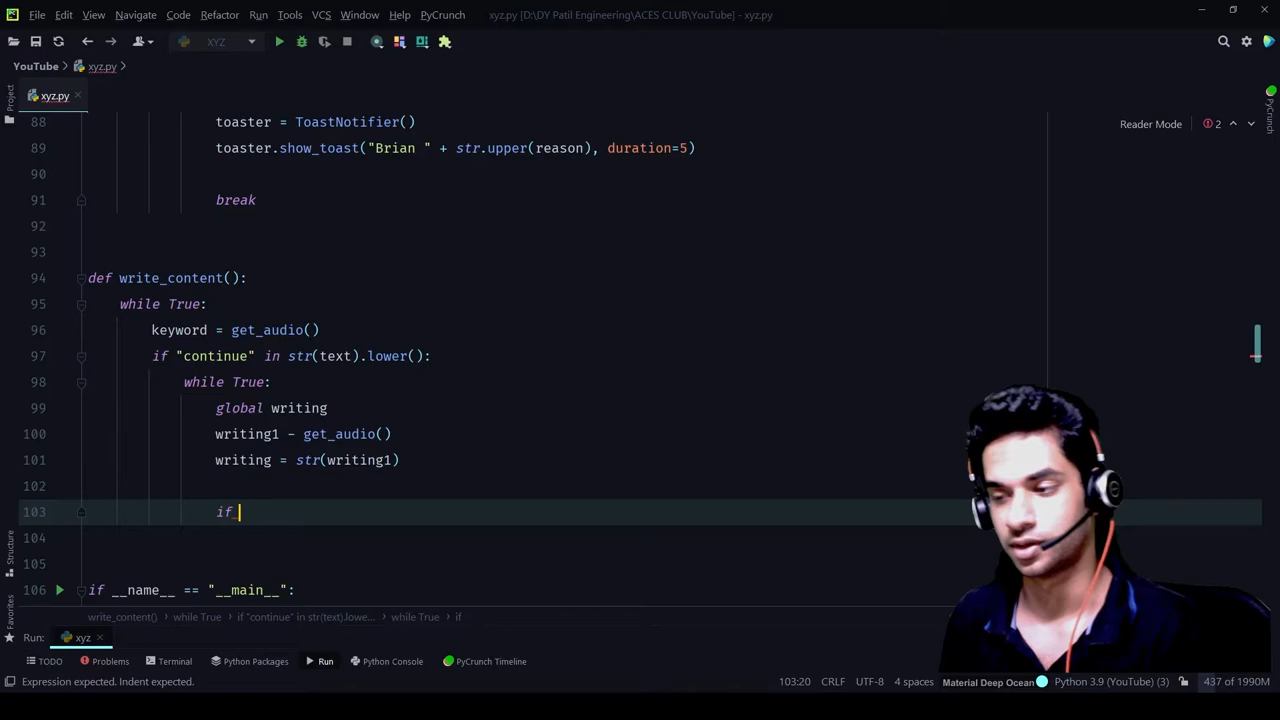 File Edit View Navigate Code Refactor Run Tools VCS Window Help PyCrunch xyz.py [D:\DY Patil Engineering\ACES CLUB\YouTube] - xyz.py
XYZ
YouTube xyz.py
Project
xyz.py
PyCrunch
Reader Mode 2
88 toaster = ToastNotifier()
89 toaster.show_toast("Brian " + str.upper(reason), duration=5)
90
91 break
92
93
94 def write_content():
95 while True:
96 keyword = get_audio()
97 if "continue" in str(text).lower():
98 while True:
99 global writing
100 writing1 - get_audio()
101 writing = str(writing1)
102
103 if
104
105
106 if __name__ == "__main__":
Structure
Favorites
write_content() while True if "continue" in str(text).lowe... while True if
Run: xyz
TODO Problems Terminal Python Packages Run Python Console PyCrunch Timeline
Expression expected. Indent expected. 103:20 CRLF UTF-8 4 spaces Material Deep Ocean Python 3.9 (YouTube) (3) 437 of 1990M